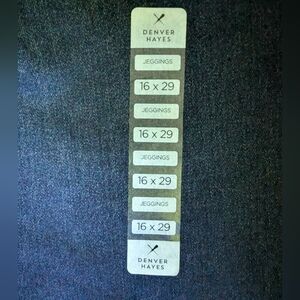 DENVER
HAYES
JEGGINGS
16 x 29
JEGGINGS
16 x 29
JEGGINGS
16 x 29
JEGGINGS
16 x 29
DENVER
HAYES